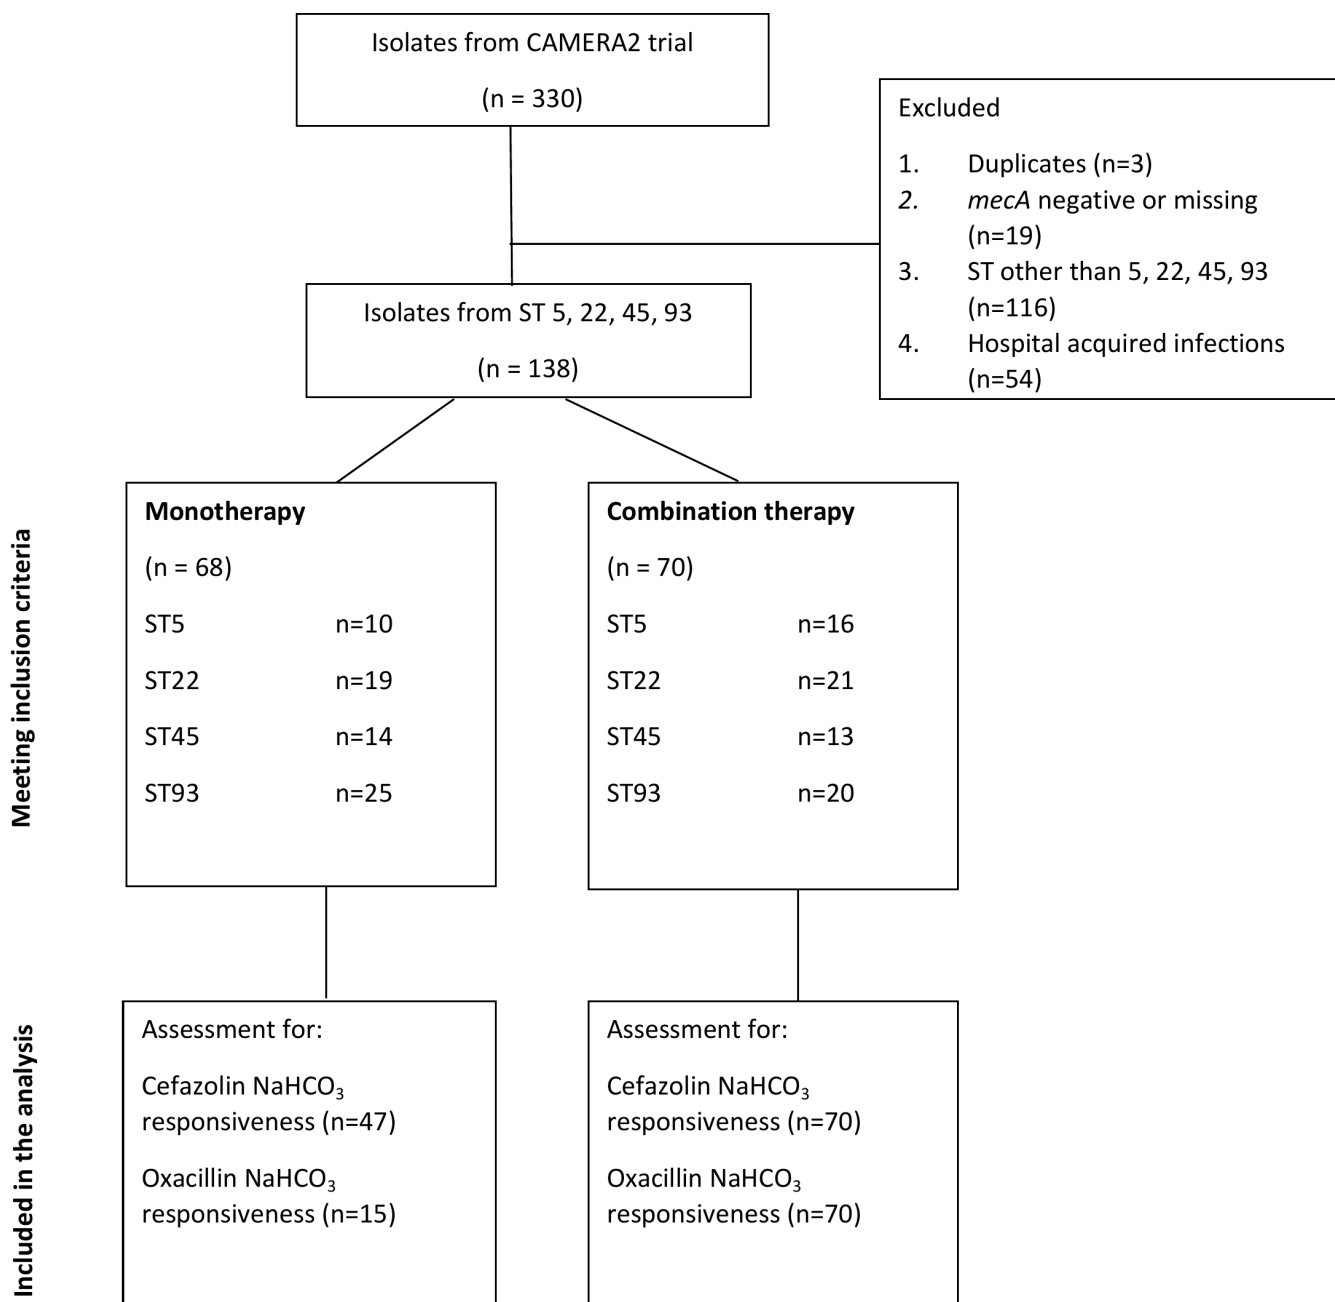 Isolates from CAMERA2 trial
(n = 330)
Excluded
1. Duplicates (n=3)
2. mecA negative or missing
(n=19)
3. ST other than 5, 22, 45, 93
(n=116)
4. Hospital acquired infections
(n=54)
Isolates from ST 5, 22, 45, 93
(n = 138)
Meeting inclusion criteria
Monotherapy
(n = 68)
ST5 n=10
ST22 n=19
ST45 n=14
ST93 n=25
Combination therapy
(n = 70)
ST5 n=16
ST22 n=21
ST45 n=13
ST93 n=20
Included in the analysis
Assessment for:
Cefazolin NaHCO₃
responsiveness (n=47)
Oxacillin NaHCO₃
responsiveness (n=15)
Assessment for:
Cefazolin NaHCO₃
responsiveness (n=70)
Oxacillin NaHCO₃
responsiveness (n=70)